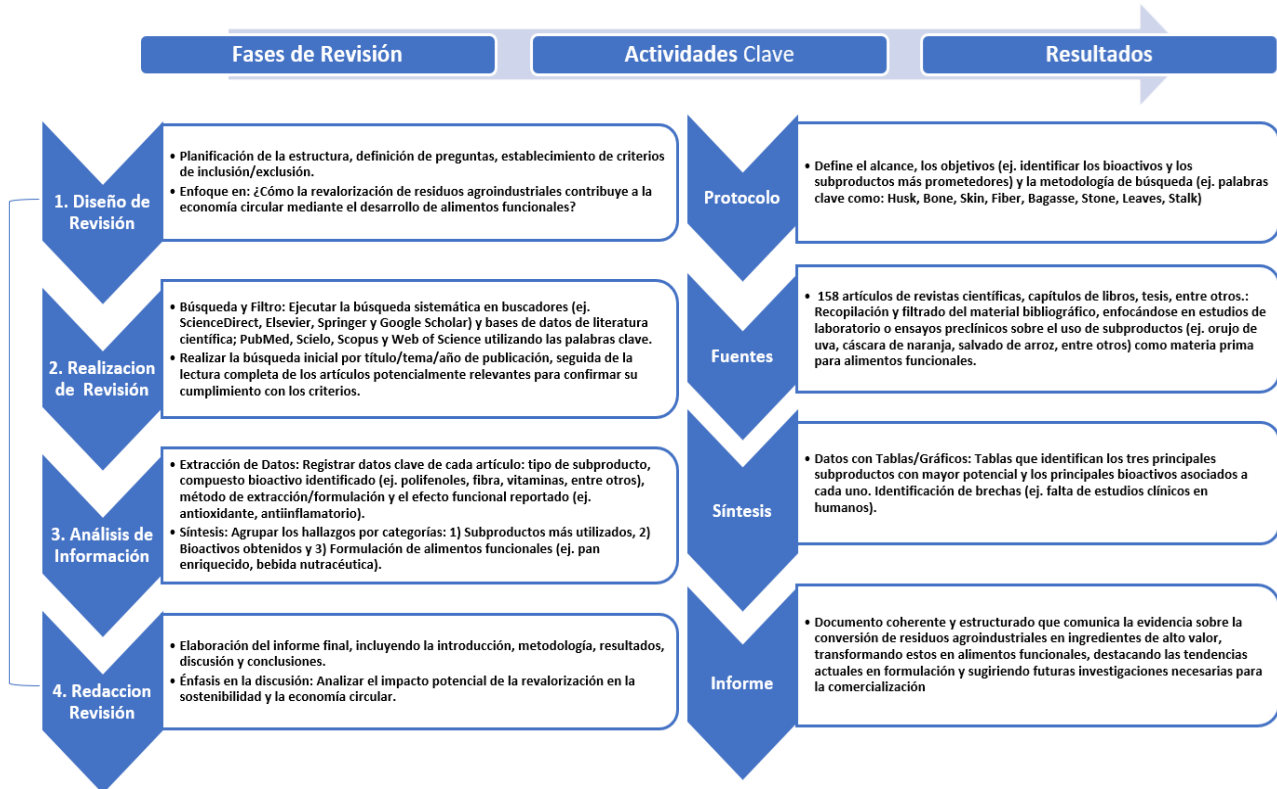 Fases de Revisión
Actividades Clave
Resultados
1. Diseño de
Revisión
• Planificación de la estructura, definición de preguntas, establecimiento de criterios
de inclusión/exclusión.
• Enfoque en: ¿Cómo la revalorización de residuos agroindustriales contribuye a la
economía circular mediante el desarrollo de alimentos funcionales?
Protocolo
• Define el alcance, los objetivos (ej. identificar los bioactivos y los
subproductos más prometedores) y la metodología de búsqueda (ej. palabras
clave como: Husk, Bone, Skin, Fiber, Bagasse, Stone, Leaves, Stalk)
2. Realizacion
de Revisión
• Búsqueda y Filtro: Ejecutar la búsqueda sistemática en buscadores (ej.
ScienceDirect, Elsevier, Springer y Google Scholar) y bases de datos de literatura
científica; PubMed, Scielo, Scopus y Web of Science utilizando las palabras clave.
• Realizar la búsqueda inicial por título/tema/año de publicación, seguida de la
lectura completa de los artículos potencialmente relevantes para confirmar su
cumplimiento con los criterios.
Fuentes
• 158 artículos de revistas científicas, capítulos de libros, tesis, entre otros.:
Recopilación y filtrado del material bibliográfico, enfocándose en estudios de
laboratorio o ensayos preclínicos sobre el uso de subproductos (ej. orujo de
uva, cáscara de naranja, salvado de arroz, entre otros) como materia prima
para alimentos funcionales.
3. Análisis de
Información
• Extracción de Datos: Registrar datos clave de cada artículo: tipo de subproducto,
compuesto bioactivo identificado (ej. polifenoles, fibra, vitaminas, entre otros),
método de extracción/formulación y el efecto funcional reportado (ej.
antioxidante, antiinflamatorio).
• Síntesis: Agrupar los hallazgos por categorías: 1) Subproductos más utilizados, 2)
Bioactivos obtenidos y 3) Formulación de alimentos funcionales (ej. pan
enriquecido, bebida nutracéutica).
Síntesis
• Datos con Tablas/Gráficos: Tablas que identifican los tres principales
subproductos con mayor potencial y los principales bioactivos asociados a
cada uno. Identificación de brechas (ej. falta de estudios clínicos en
humanos).
4. Redaccion
Revisión
• Elaboración del informe final, incluyendo la introducción, metodología, resultados,
discusión y conclusiones.
• Énfasis en la discusión: Analizar el impacto potencial de la revalorización en la
sostenibilidad y la economía circular.
Informe
• Documento coherente y estructurado que comunica la evidencia sobre la
conversión de residuos agroindustriales en ingredientes de alto valor,
transformando estos en alimentos funcionales, destacando las tendencias
actuales en formulación y sugiriendo futuras investigaciones necesarias para
la comercialización